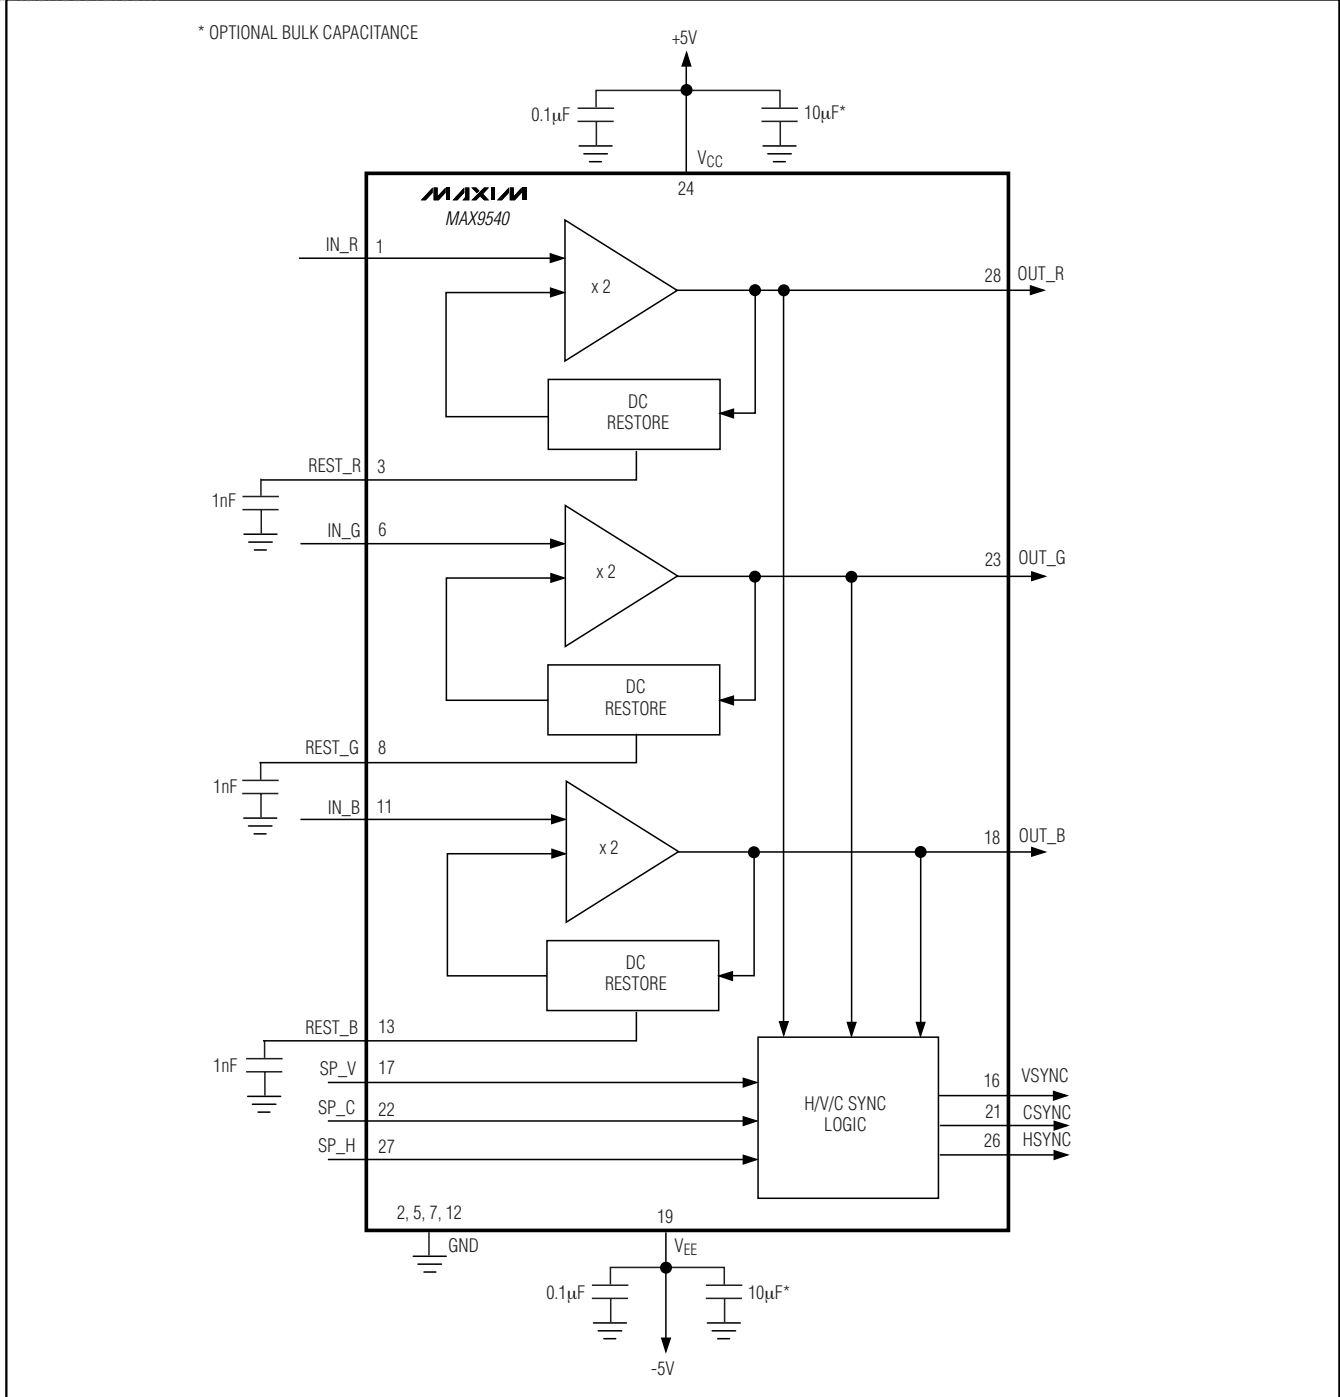 * OPTIONAL BULK CAPACITANCE
+5V
0.1µF
10µF*
VCC
24
MAXIM
MAX9540
IN_R 1
x 2
28 OUT_R
DC
RESTORE
REST_R 3
1nF
IN_G 6
x 2
23 OUT_G
DC
RESTORE
REST_G 8
1nF
IN_B 11
x 2
18 OUT_B
DC
RESTORE
REST_B 13
1nF
SP_V 17
SP_C 22
SP_H 27
H/V/C SYNC
LOGIC
16 VSYNC
21 CSYNC
26 HSYNC
2, 5, 7, 12
GND
19
VEE
0.1µF
10µF*
-5V